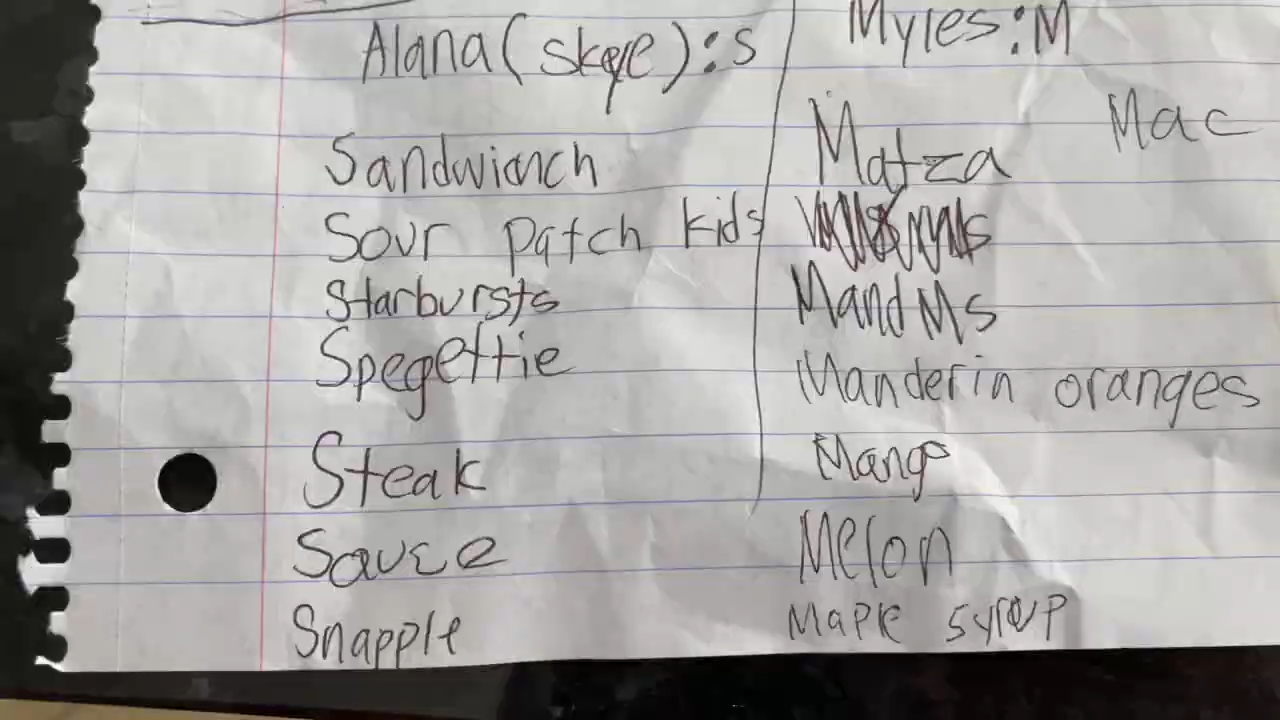 Alana (skye) : S
Sandwianch
Sour patch kids
Starbursts
Spegettie
Steak
Sauce
Snapple
Myles : M
Mac
Matza
MandMs
Manderin oranges
Mango
Melon
Maple syrup